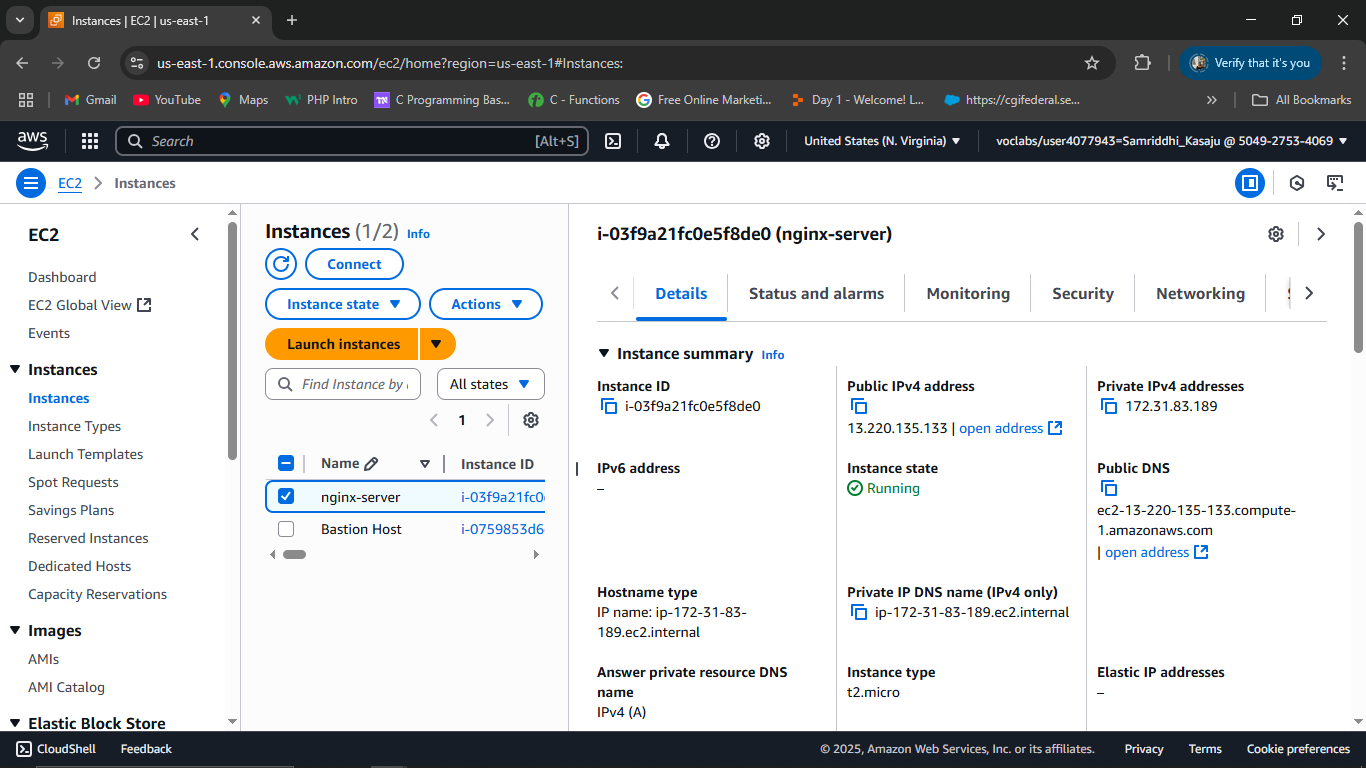 Instances | EC2 | us-east-1
us-east-1.console.aws.amazon.com/ec2/home?region=us-east-1#Instances:
Verify that it's you
Gmail
YouTube
Maps
PHP Intro
C Programming Bas...
C - Functions
Free Online Marketi...
Day 1 - Welcome! L...
https://cgifederal.se...
All Bookmarks
aws
Search
[Alt+S]
United States (N. Virginia)
voclabs/user4077943=Samriddhi_Kasaju @ 5049-2753-4069
EC2
Instances
EC2
Dashboard
EC2 Global View
Events
Instances
Instances
Instance Types
Launch Templates
Spot Requests
Savings Plans
Reserved Instances
Dedicated Hosts
Capacity Reservations
Images
AMIs
AMI Catalog
Elastic Block Store
Instances (1/2) Info
Connect
Instance state
Actions
Launch instances
Find Instance by
All states
1
Name
Instance ID
nginx-server
i-03f9a21fc0
Bastion Host
i-0759853d6
i-03f9a21fc0e5f8de0 (nginx-server)
Details
Status and alarms
Monitoring
Security
Networking
Instance summary Info
Instance ID
i-03f9a21fc0e5f8de0
Public IPv4 address
13.220.135.133 | open address
Private IPv4 addresses
172.31.83.189
IPv6 address
–
Instance state
Running
Public DNS
ec2-13-220-135-133.compute-
1.amazonaws.com
| open address
Hostname type
IP name: ip-172-31-83-
189.ec2.internal
Private IP DNS name (IPv4 only)
ip-172-31-83-189.ec2.internal
Answer private resource DNS
name
IPv4 (A)
Instance type
t2.micro
Elastic IP addresses
–
CloudShell
Feedback
© 2025, Amazon Web Services, Inc. or its affiliates.
Privacy
Terms
Cookie preferences